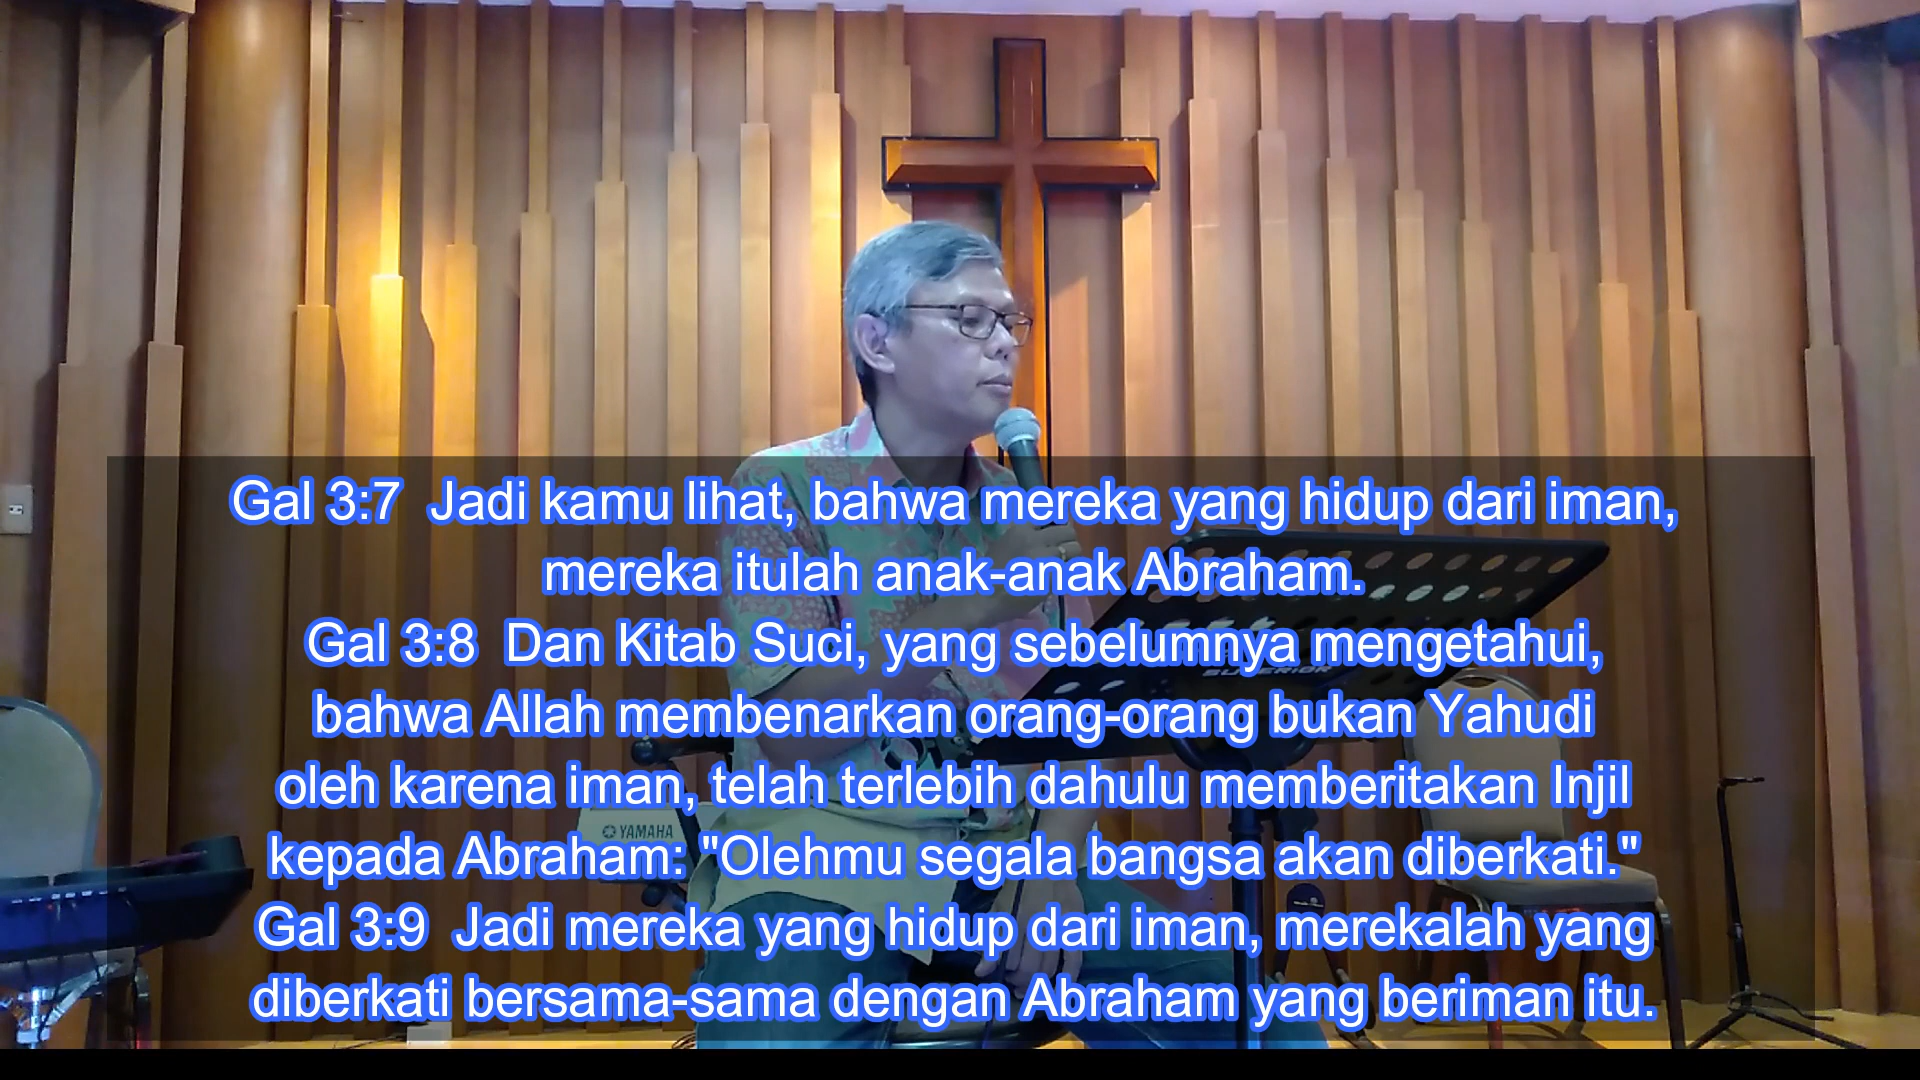 Gal 3:7  Jadi kamu lihat, bahwa mereka yang hidup dari iman,
mereka itulah anak-anak Abraham.
Gal 3:8  Dan Kitab Suci, yang sebelumnya mengetahui,
bahwa Allah membenarkan orang-orang bukan Yahudi
oleh karena iman, telah terlebih dahulu memberitakan Injil
kepada Abraham: "Olehmu segala bangsa akan diberkati."
Gal 3:9  Jadi mereka yang hidup dari iman, merekalah yang
diberkati bersama-sama dengan Abraham yang beriman itu.
SUPERIOR
YAMAHA